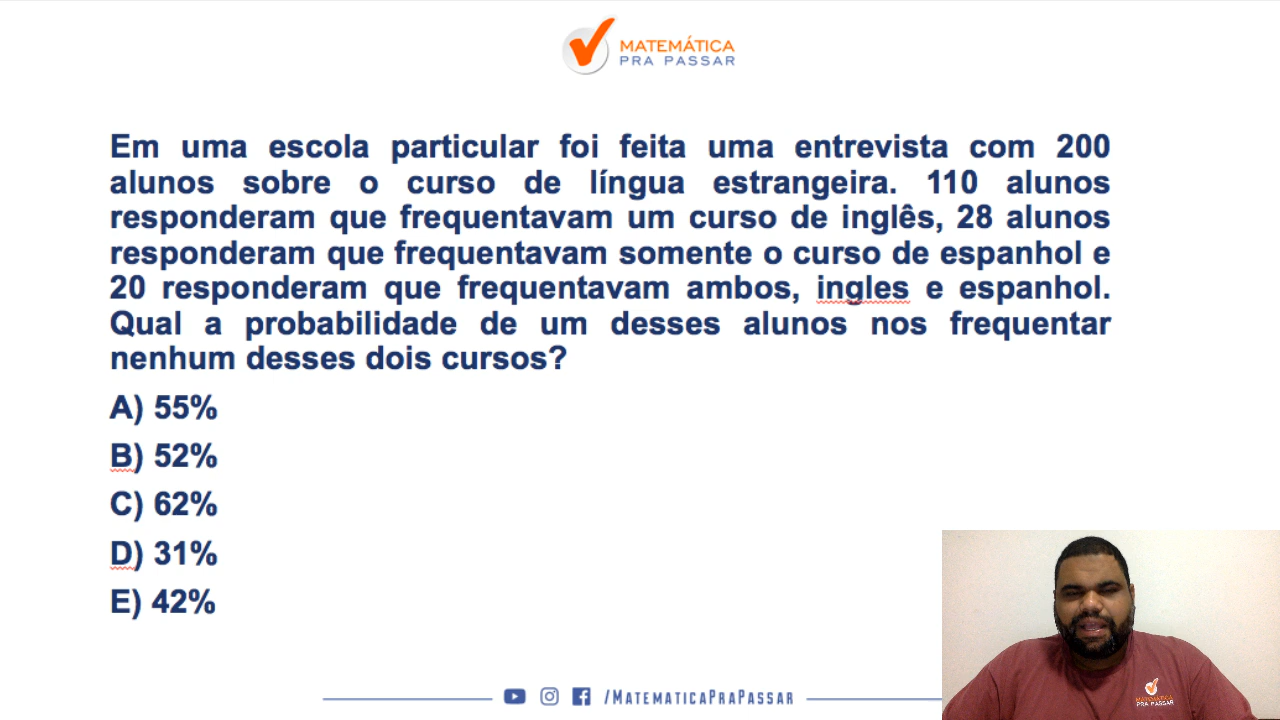 MATEMÁTICA
PRA PASSAR
Em uma escola particular foi feita uma entrevista com 200
alunos sobre o curso de língua estrangeira. 110 alunos
responderam que frequentavam um curso de inglês, 28 alunos
responderam que frequentavam somente o curso de espanhol e
20 responderam que frequentavam ambos, ingles e espanhol.
Qual a probabilidade de um desses alunos nos frequentar
nenhum desses dois cursos?
A) 55%
B) 52%
C) 62%
D) 31%
E) 42%
MATEMÁTICA
PRA PASSAR
/MATEMATICAPRAPASSAR